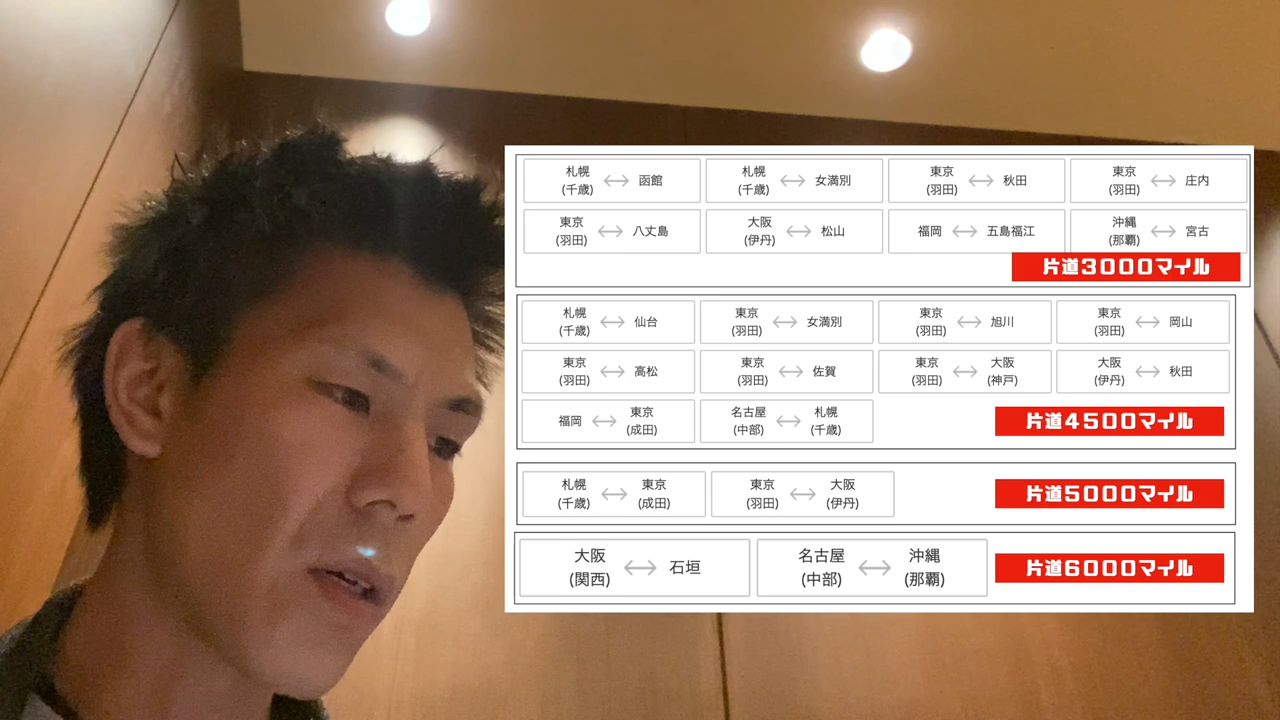 札幌
(千歳)
函館
札幌
(千歳)
女満別
東京
(羽田)
秋田
東京
(羽田)
庄内
東京
(羽田)
八丈島
大阪
(伊丹)
松山
福岡
五島福江
沖縄
(那覇)
宮古
片道3000マイル
札幌
(千歳)
仙台
東京
(羽田)
女満別
東京
(羽田)
旭川
東京
(羽田)
岡山
東京
(羽田)
高松
東京
(羽田)
佐賀
東京
(羽田)
大阪
(神戸)
大阪
(伊丹)
秋田
福岡
東京
(成田)
名古屋
(中部)
札幌
(千歳)
片道4500マイル
札幌
(千歳)
東京
(成田)
東京
(羽田)
大阪
(伊丹)
片道5000マイル
大阪
(関西)
石垣
名古屋
(中部)
沖縄
(那覇)
片道6000マイル